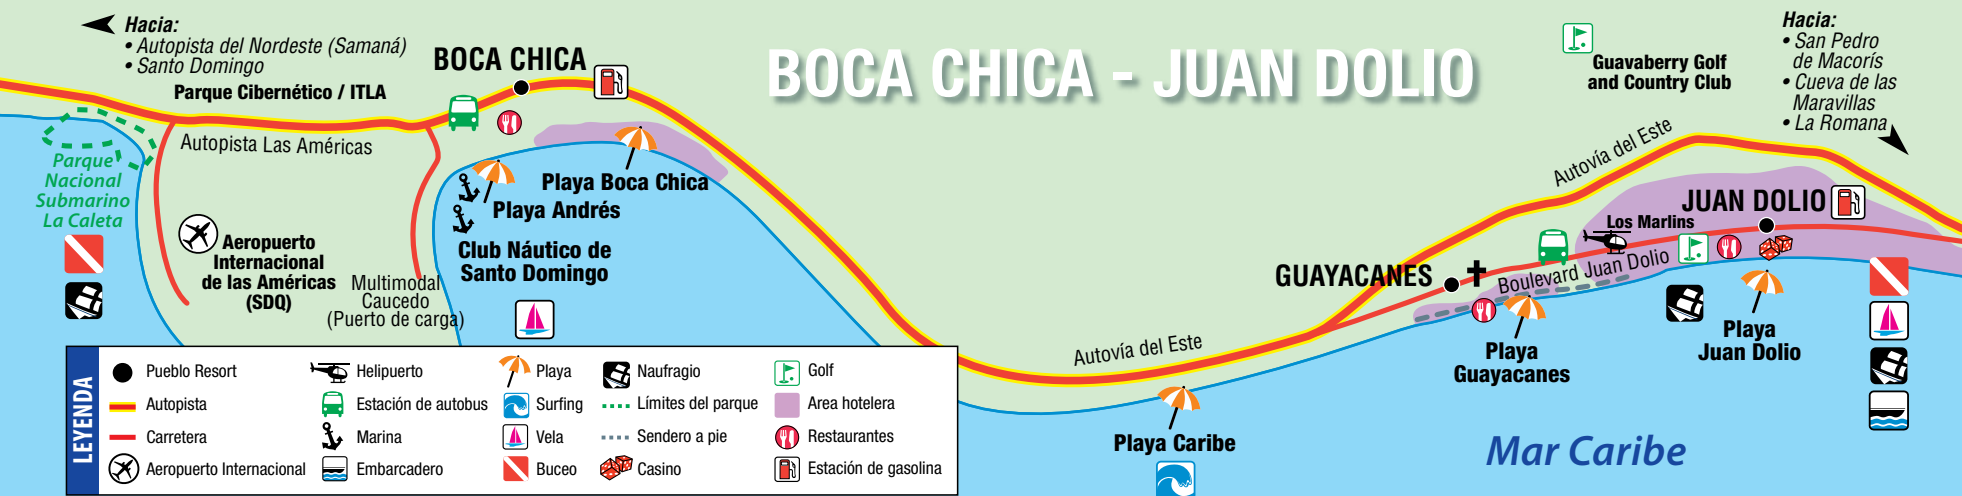 Hacia:
• Autopista del Nordeste (Samaná)
• Santo Domingo
Parque Cibernético / ITLA
BOCA CHICA
BOCA CHICA - JUAN DOLIO
Guavaberry Golf
and Country Club
Hacia:
• San Pedro
de Macorís
• Cueva de las
Maravillas
• La Romana
Autopista Las Américas
Parque
Nacional
Submarino
La Caleta
Aeropuerto
Internacional
de las Américas
(SDQ)
Multimodal
Caucedo
(Puerto de carga)
Playa Boca Chica
Playa Andrés
Club Náutico de
Santo Domingo
Autovía del Este
Autovía del Este
JUAN DOLIO
Los Marlins
GUAYACANES
Boulevard Juan Dolio
Playa
Guayacanes
Playa
Juan Dolio
Playa Caribe
Mar Caribe
LEYENDA
Pueblo Resort
Autopista
Carretera
Aeropuerto Internacional
Helipuerto
Estación de autobus
Marina
Embarcadero
Playa
Surfing
Vela
Buceo
Naufragio
Límites del parque
Sendero a pie
Casino
Golf
Area hotelera
Restaurantes
Estación de gasolina